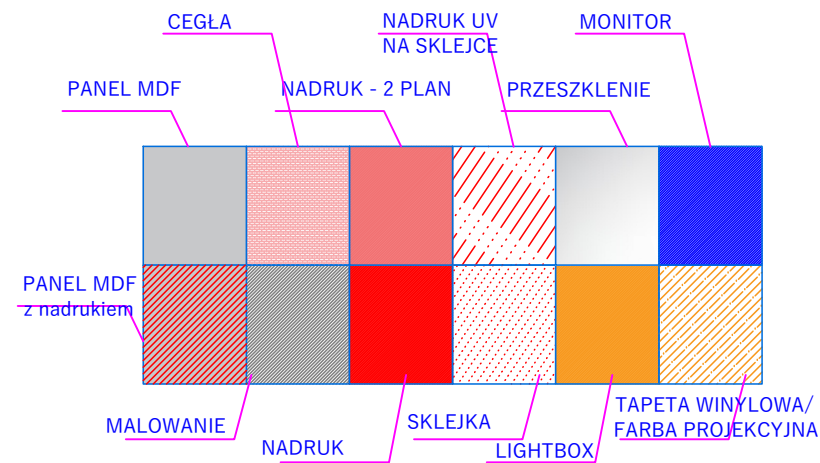 CEGŁA
NADRUK UV
NA SKLEJCE
MONITOR
PANEL MDF
NADRUK - 2 PLAN
PRZESZKLENIE
PANEL MDF
z nadrukiem
MALOWANIE
NADRUK
SKLEJKA
LIGHTBOX
TAPETA WINYLOWA/
FARBA PROJEKCYJNA